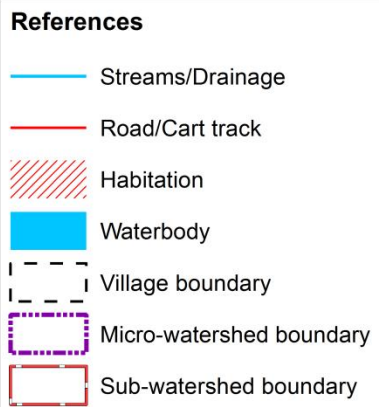 References
Streams/Drainage
Road/Cart track
Habitation
Waterbody
Village boundary
Micro-watershed boundary
Sub-watershed boundary